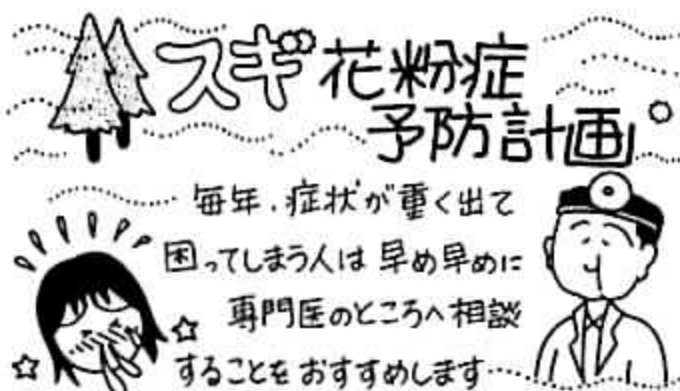 スギ花粉症
予防計画
毎年、症状が重く出て
困ってしまう人は早め早めに
専門医のところへ相談
することをおすすめします